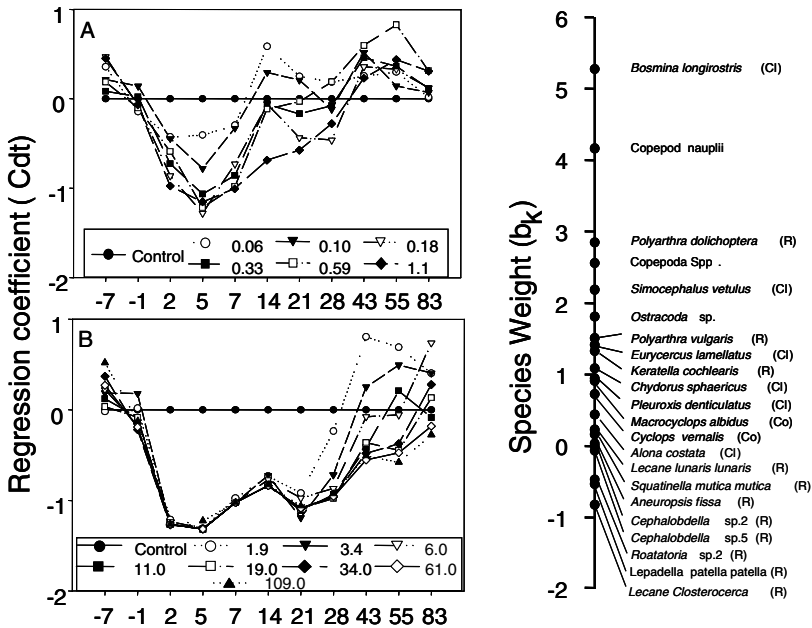 Regression coefficient ( Cdt)
A
1
0
-1
-2
Control 0.06 0.10 0.18
0.33 0.59 1.1
-7 -1 2 5 7 14 21 28 43 55 83
B
1
0
-1
-2
Control 1.9 3.4 6.0
11.0 19.0 34.0 61.0
109.0
-7 -1 2 5 7 14 21 28 43 55 83
Species Weight (bk)
6
5
4
3
2
1
0
-1
-2
Bosmina longirostris (Cl)
Copepod nauplii
Polyarthra dolichoptera (R)
Copepoda Spp .
Simocephalus vetulus (Cl)
Ostracoda sp.
Polyarthra vulgaris (R)
Eurycercus lamellatus (Cl)
Keratella cochlearis (R)
Chydorus sphaericus (Cl)
Pleuroxis denticulatus (Cl)
Macrocyclops albidus (Co)
Cyclops vernalis (Co)
Alona costata (Cl)
Lecane lunaris lunaris (R)
Squatinella mutica mutica (R)
Aneuropsis fissa (R)
Cephalobdella sp.2 (R)
Cephalobdella sp.5 (R)
Roatatoria sp.2 (R)
Lepadella patella patella (R)
Lecane Closterocerca (R)